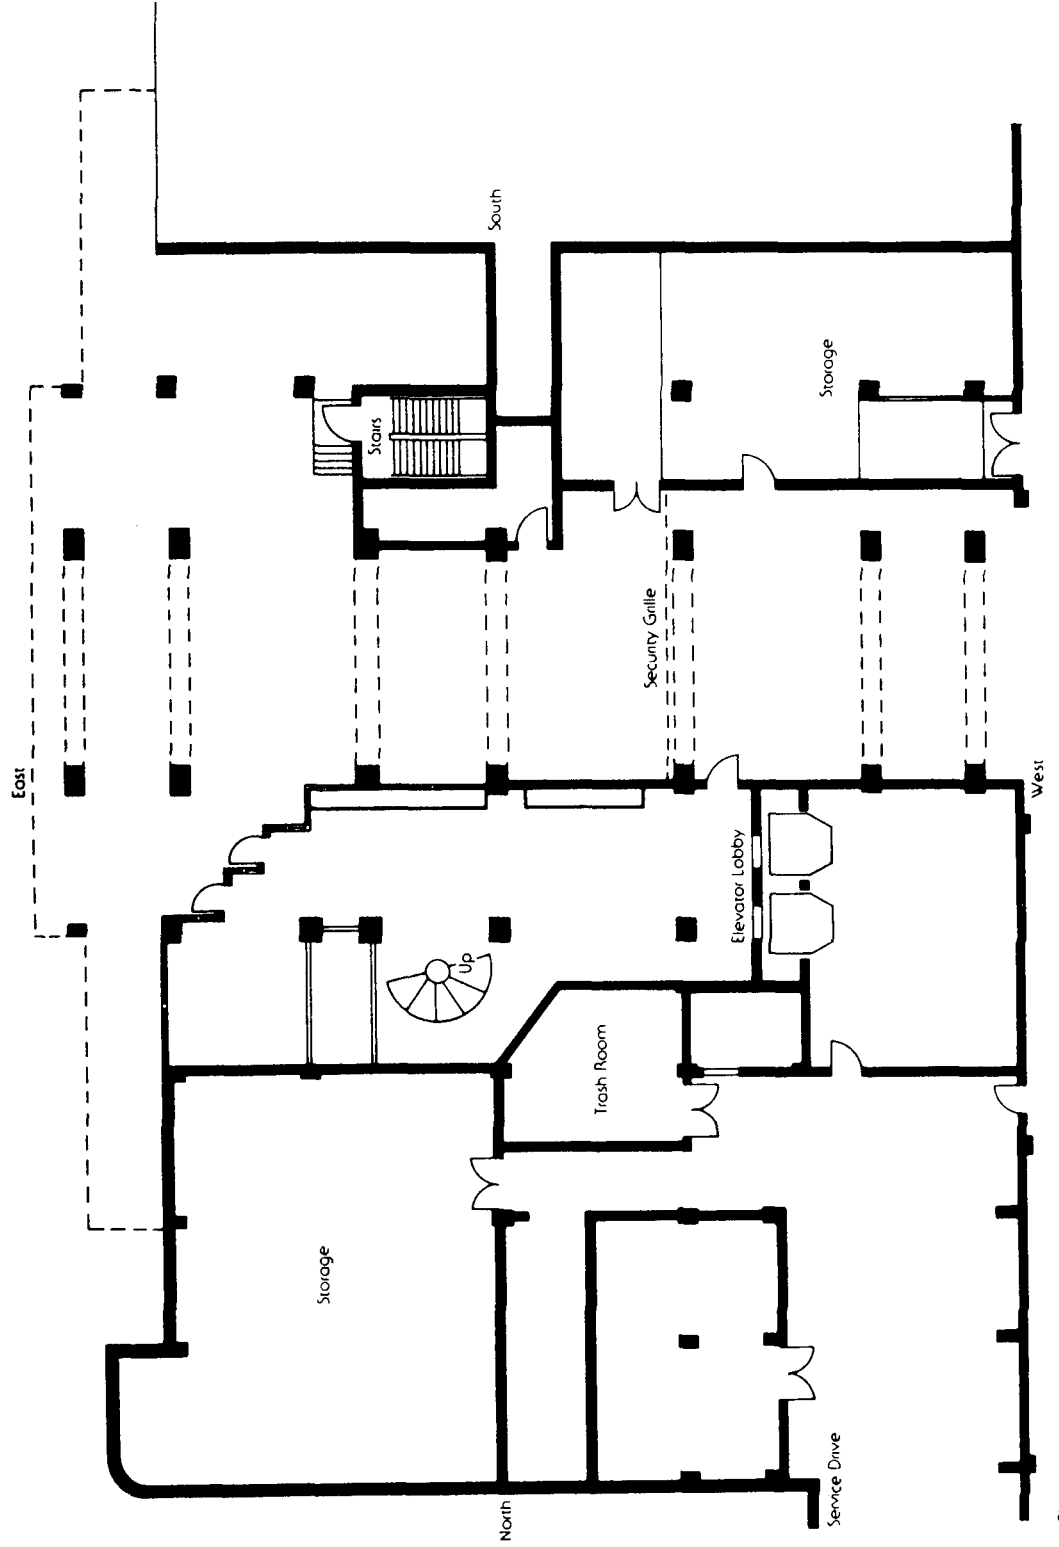 East
South
Stairs
Storage
Security Grille
West
Elevator Lobby
Up
Trash Room
Storage
North
Service Drive